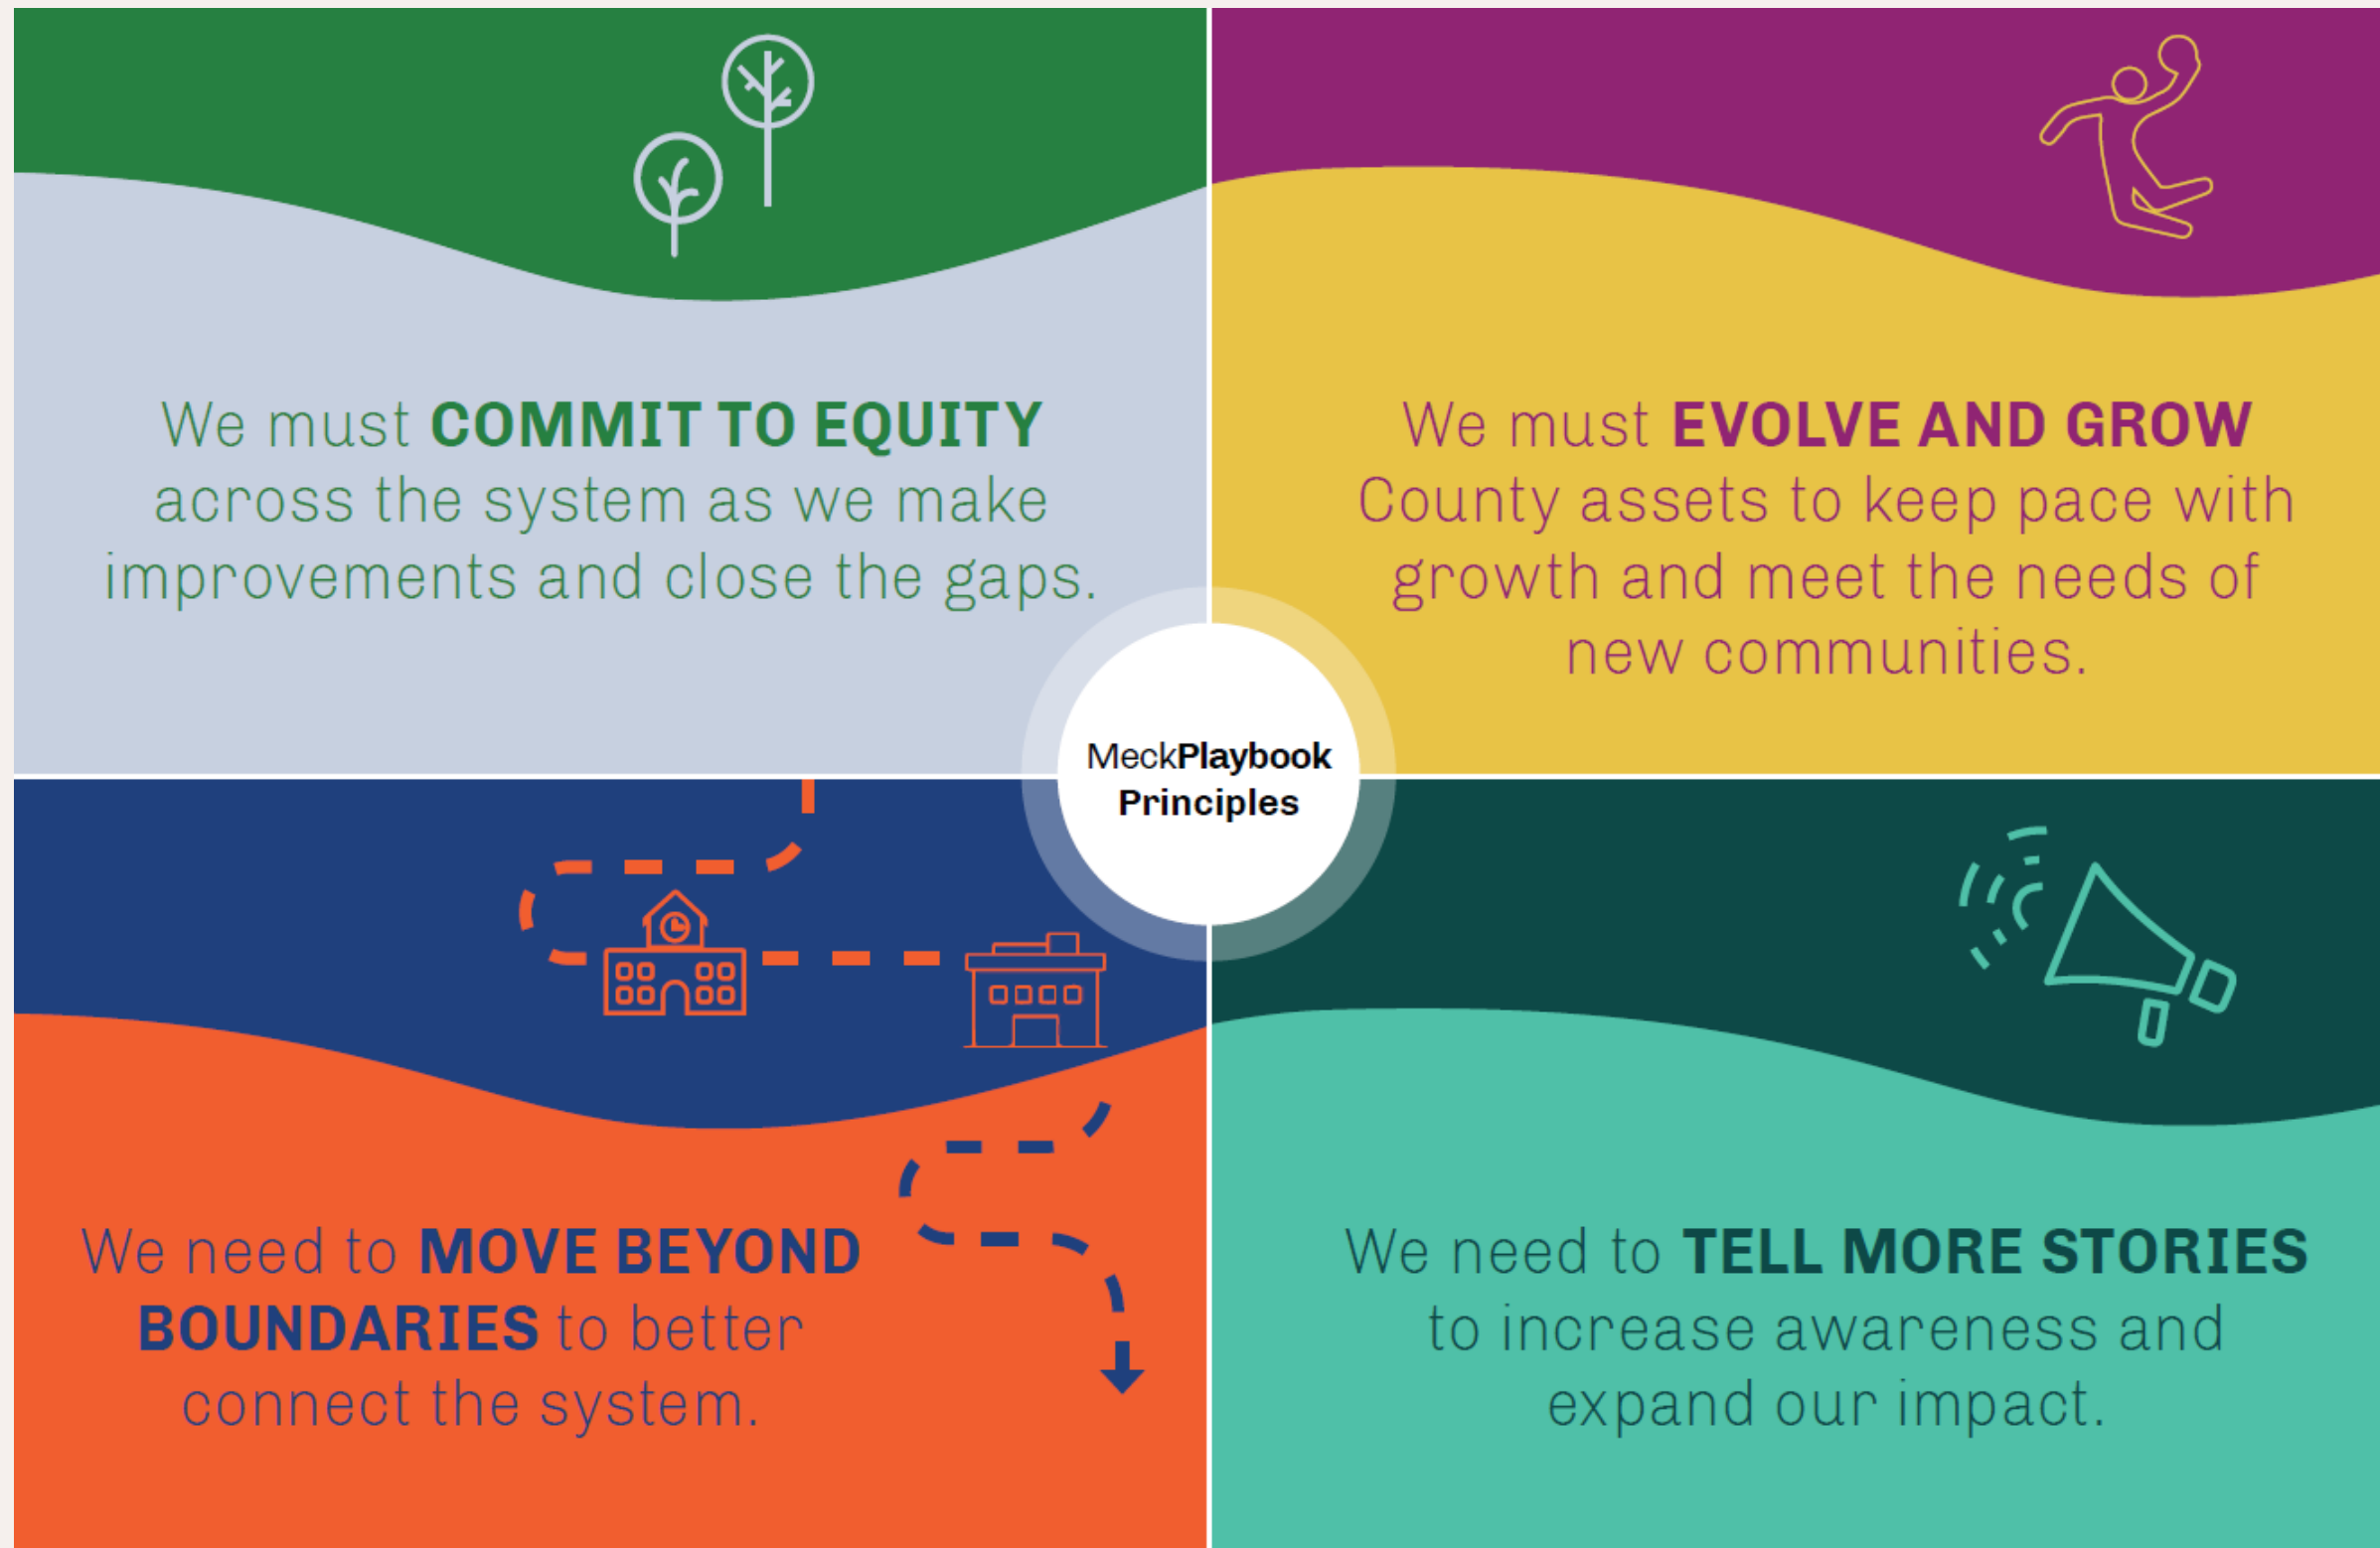 We must COMMIT TO EQUITY
across the system as we make
improvements and close the gaps.
We must EVOLVE AND GROW
County assets to keep pace with
growth and meet the needs of
new communities.
MeckPlaybook
Principles
We need to MOVE BEYOND
BOUNDARIES to better
connect the system.
We need to TELL MORE STORIES
to increase awareness and
expand our impact.